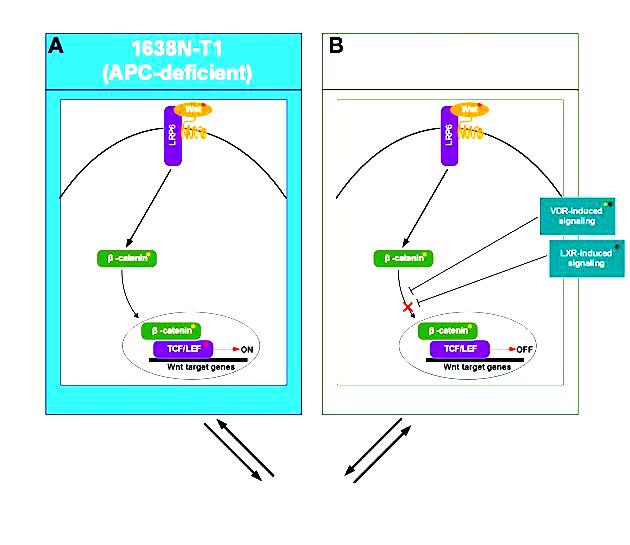 A
1638N-T1
(APC-deficient)
Wnt
LRP6
β -catenin
β -catenin
TCF/LEF
ON
Wnt target genes
B
Wnt
LRP6
VDR-induced
signaling
LXR-induced
signaling
β -catenin
β -catenin
TCF/LEF
OFF
Wnt target genes